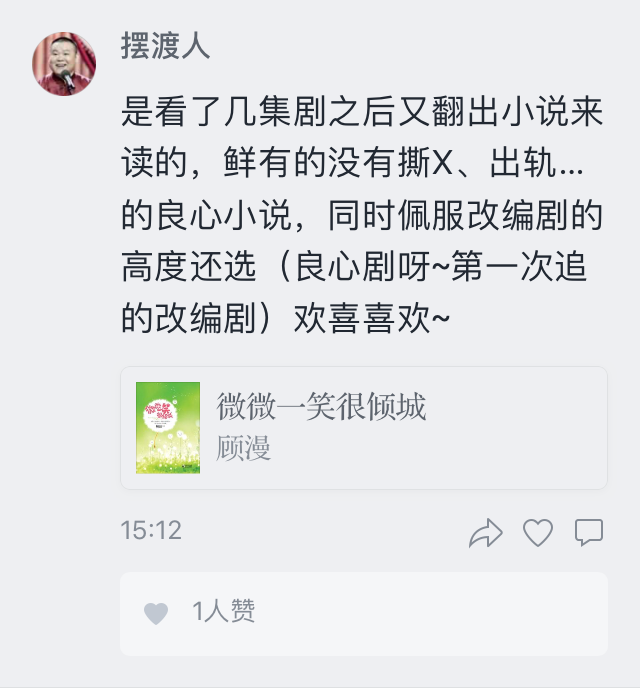 摆渡人
是看了几集剧之后又翻出小说来
读的，鲜有的没有撕X、出轨...
的良心小说，同时佩服改编剧的
高度还选（良心剧呀~第一次追
的改编剧）欢喜喜欢~
微微一笑很倾城
顾漫
15:12
1人赞